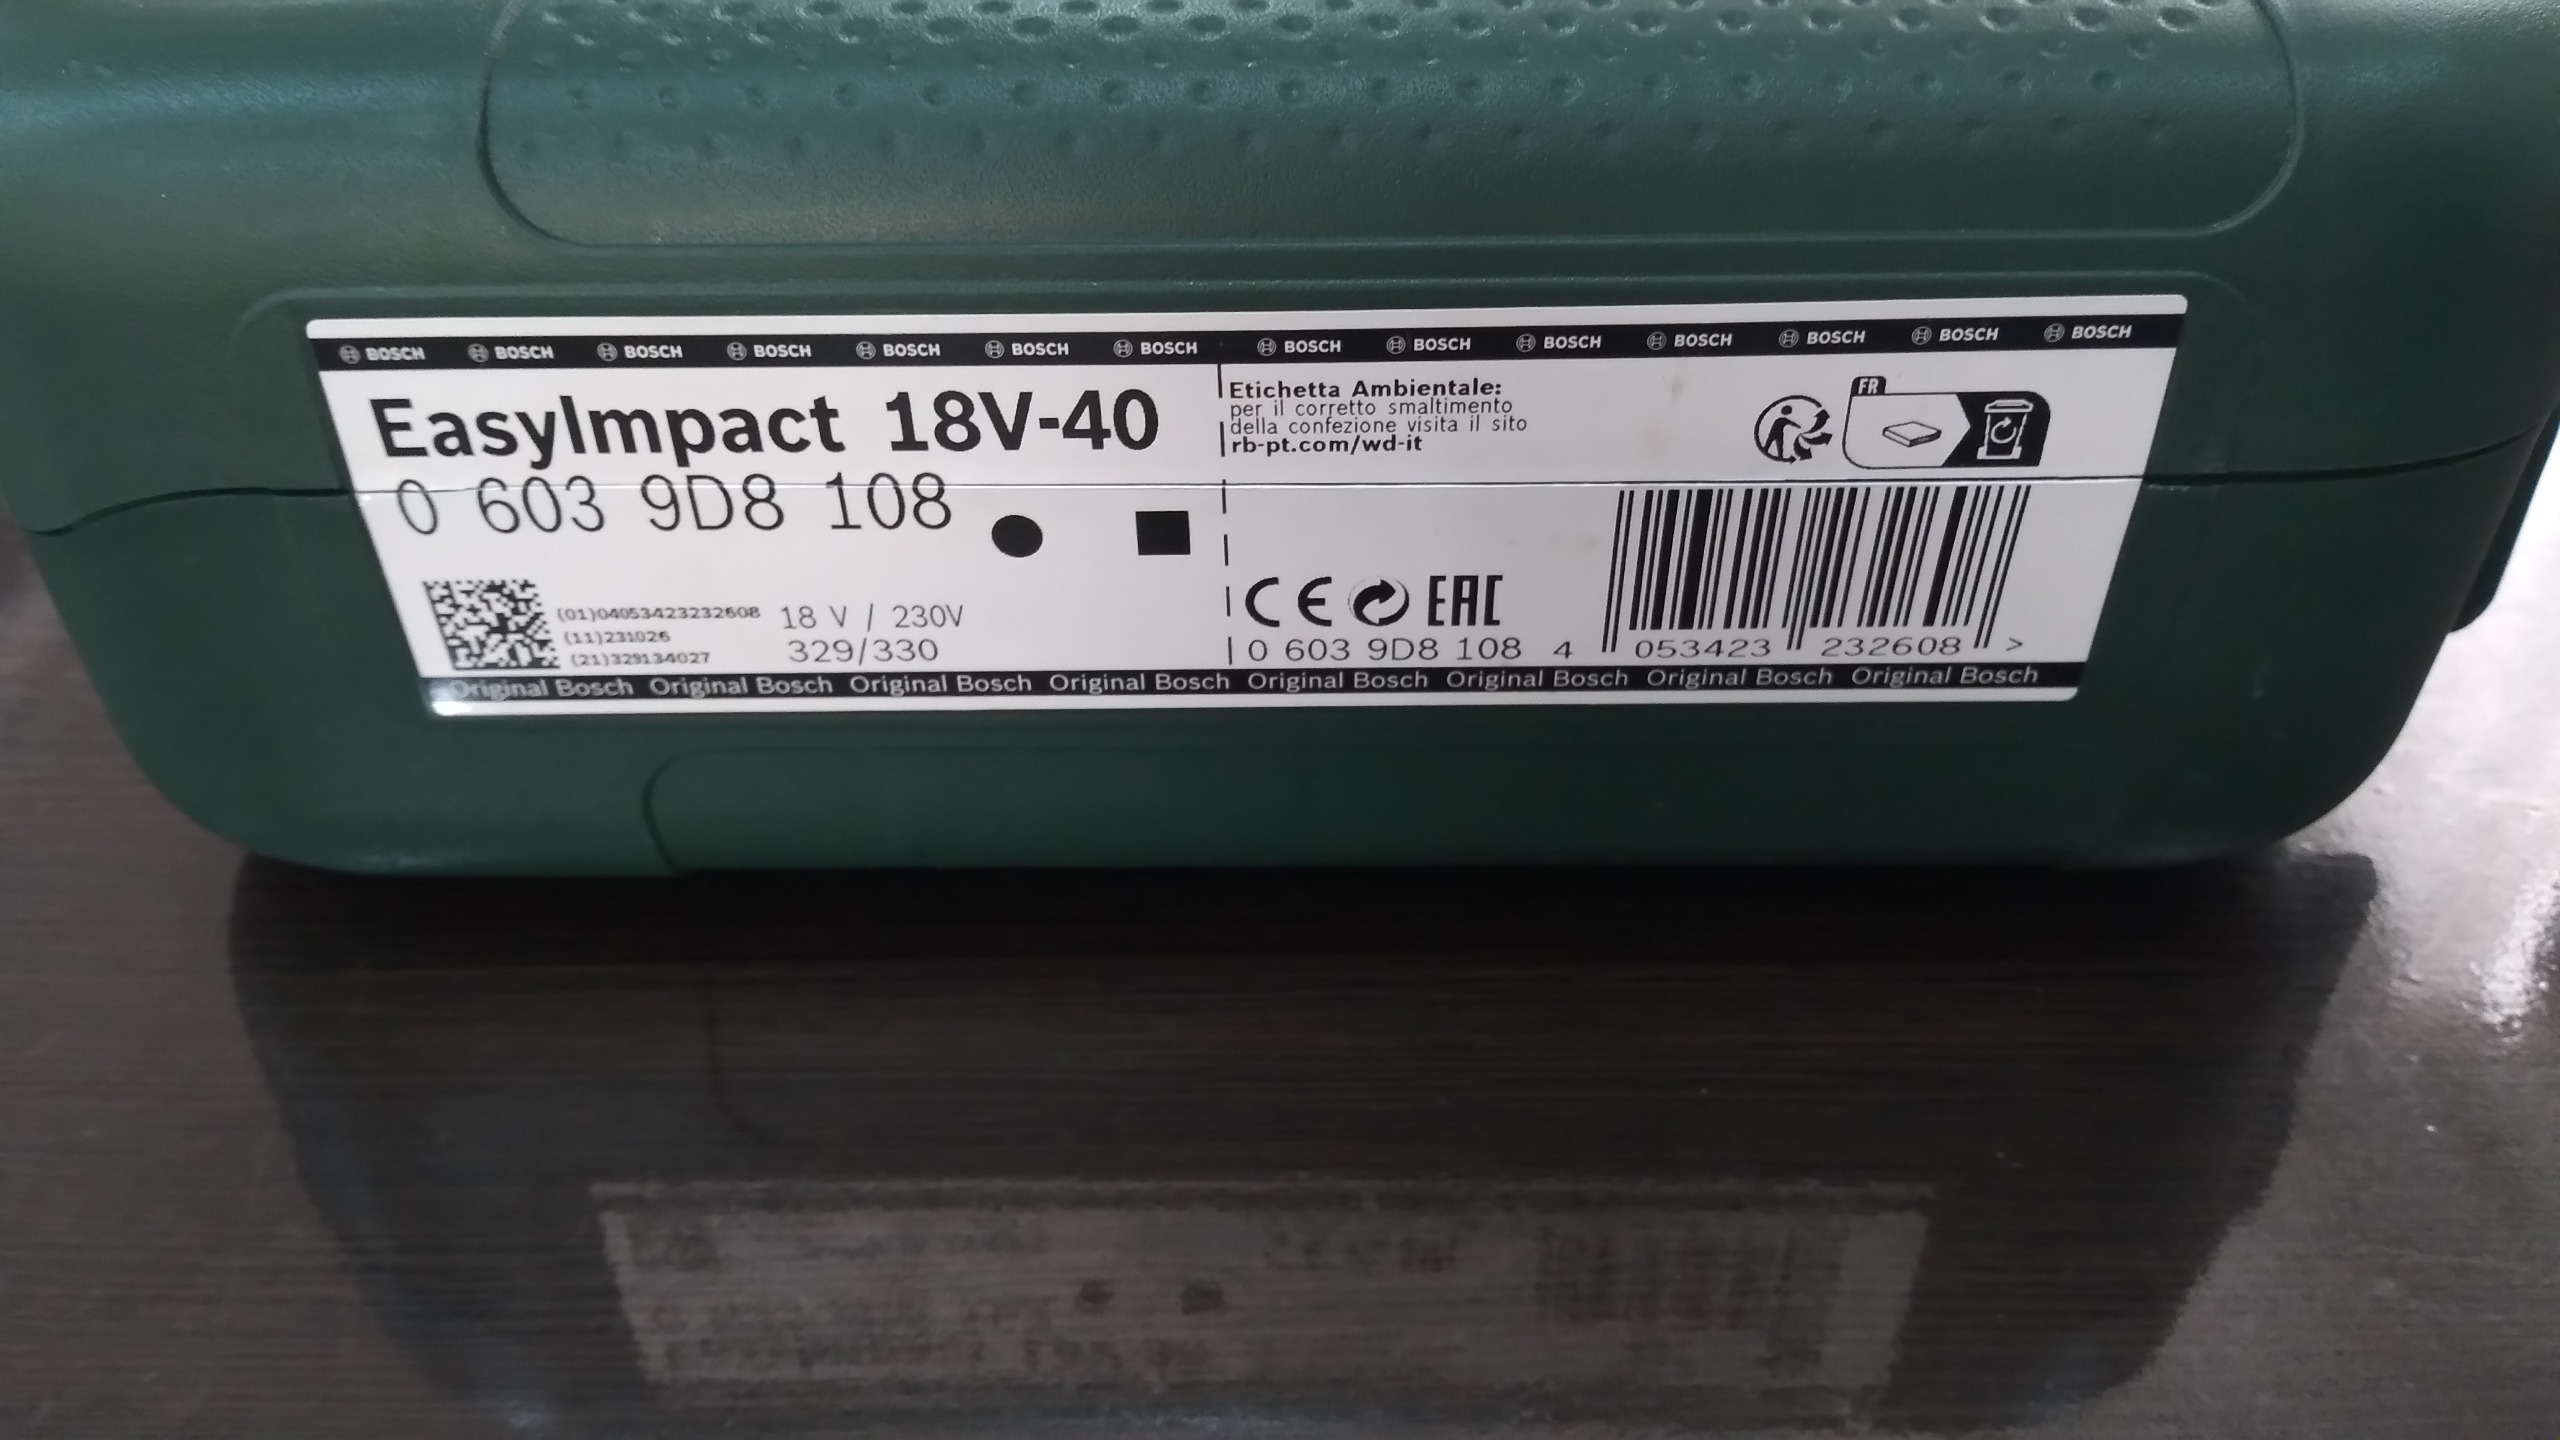 BOSCH BOSCH BOSCH BOSCH BOSCH BOSCH BOSCH BOSCH BOSCH BOSCH BOSCH BOSCH BOSCH BOSCH
EasyImpact 18V-40
0 603 9D8 108
(01)04053423232608
(11)231026
(21)329134027
18 V / 230V
329/330
Etichetta Ambientale:
per il corretto smaltimento
della confezione visita il sito
rb-pt.com/wd-it
FR
CE EAC
0 603 9D8 108
4 053423 232608 >
Original Bosch Original Bosch Original Bosch Original Bosch Original Bosch Original Bosch Original Bosch Original Bosch